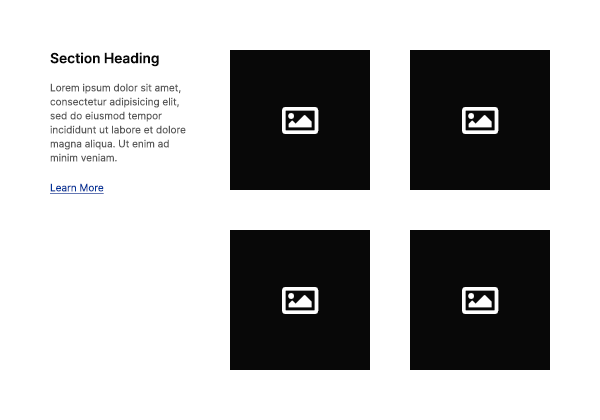 Section Heading
Lorem ipsum dolor sit amet,
consectetur adipisicing elit,
sed do eiusmod tempor
incididunt ut labore et dolore
magna aliqua. Ut enim ad
minim veniam.
Learn More